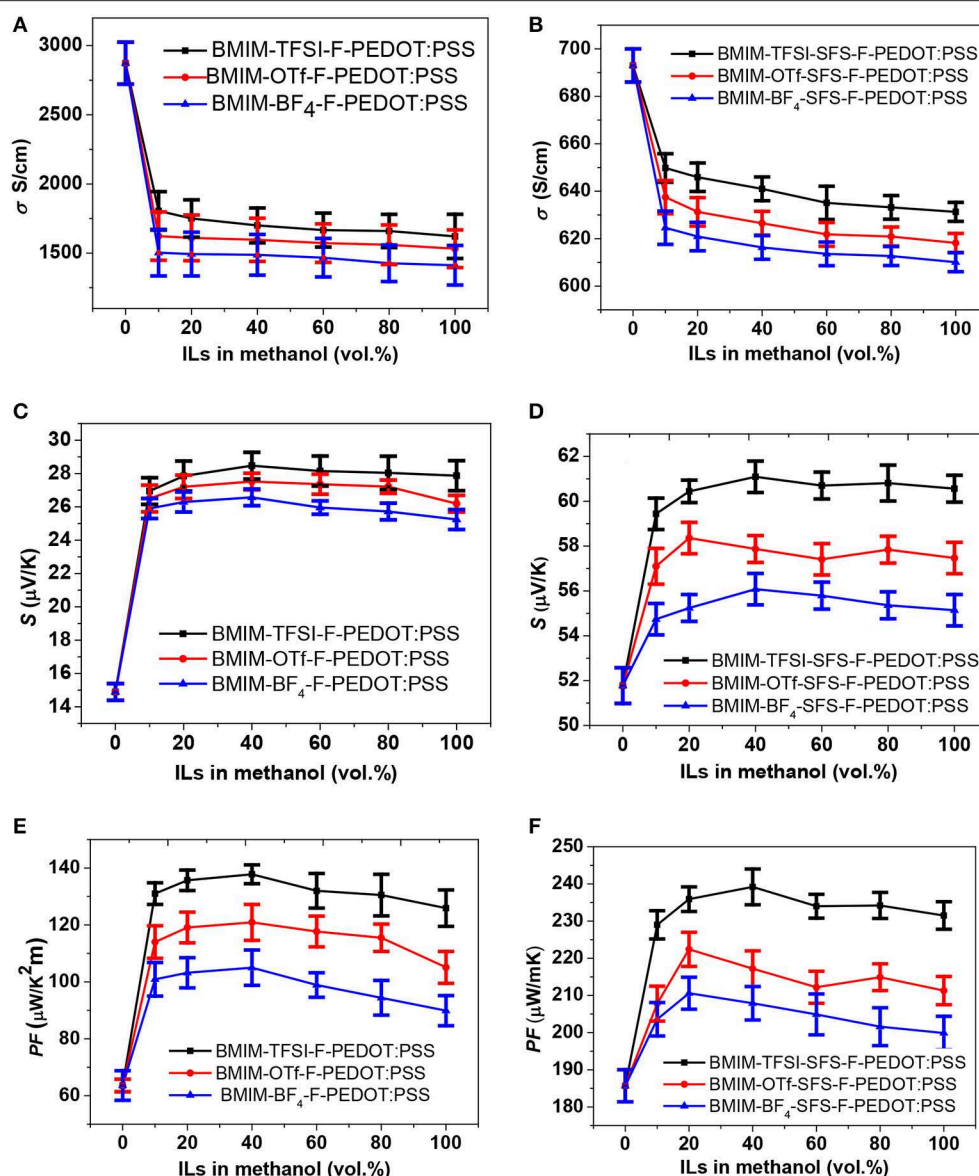 A
3000
2000
1500
σ S/cm
BMIM-TFSI-F-PEDOT:PSS
BMIM-OTf-F-PEDOT:PSS
BMIM-BF4-F-PEDOT:PSS
0 20 40 60 80 100
ILs in methanol (vol.%)
B
700
680
660
640
620
600
σ (S/cm)
BMIM-TFSI-SFS-F-PEDOT:PSS
BMIM-OTf-SFS-F-PEDOT:PSS
BMIM-BF4-SFS-F-PEDOT:PSS
0 20 40 60 80 100
ILs in methanol (vol.%)
C
30
28
26
24
22
20
18
16
14
S (µV/K)
BMIM-TFSI-F-PEDOT:PSS
BMIM-OTf-F-PEDOT:PSS
BMIM-BF4-F-PEDOT:PSS
0 20 40 60 80 100
ILs in methanol (vol.%)
D
62
60
58
56
54
52
50
S (µV/K)
BMIM-TFSI-SFS-F-PEDOT:PSS
BMIM-OTf-SFS-F-PEDOT:PSS
BMIM-BF4-SFS-F-PEDOT:PSS
0 20 40 60 80 100
ILs in methanol (vol.%)
E
140
120
100
80
60
PF (µW/K²m)
BMIM-TFSI-F-PEDOT:PSS
BMIM-OTf-F-PEDOT:PSS
BMIM-BF4-F-PEDOT:PSS
0 20 40 60 80 100
ILs in methanol (vol.%)
F
250
240
230
220
210
200
190
180
PF (µW/mK)
BMIM-TFSI-SFS-F-PEDOT:PSS
BMIM-OTf-SFS-F-PEDOT:PSS
BMIM-BF4-SFS-F-PEDOT:PSS
0 20 40 60 80 100
ILs in methanol (vol.%)